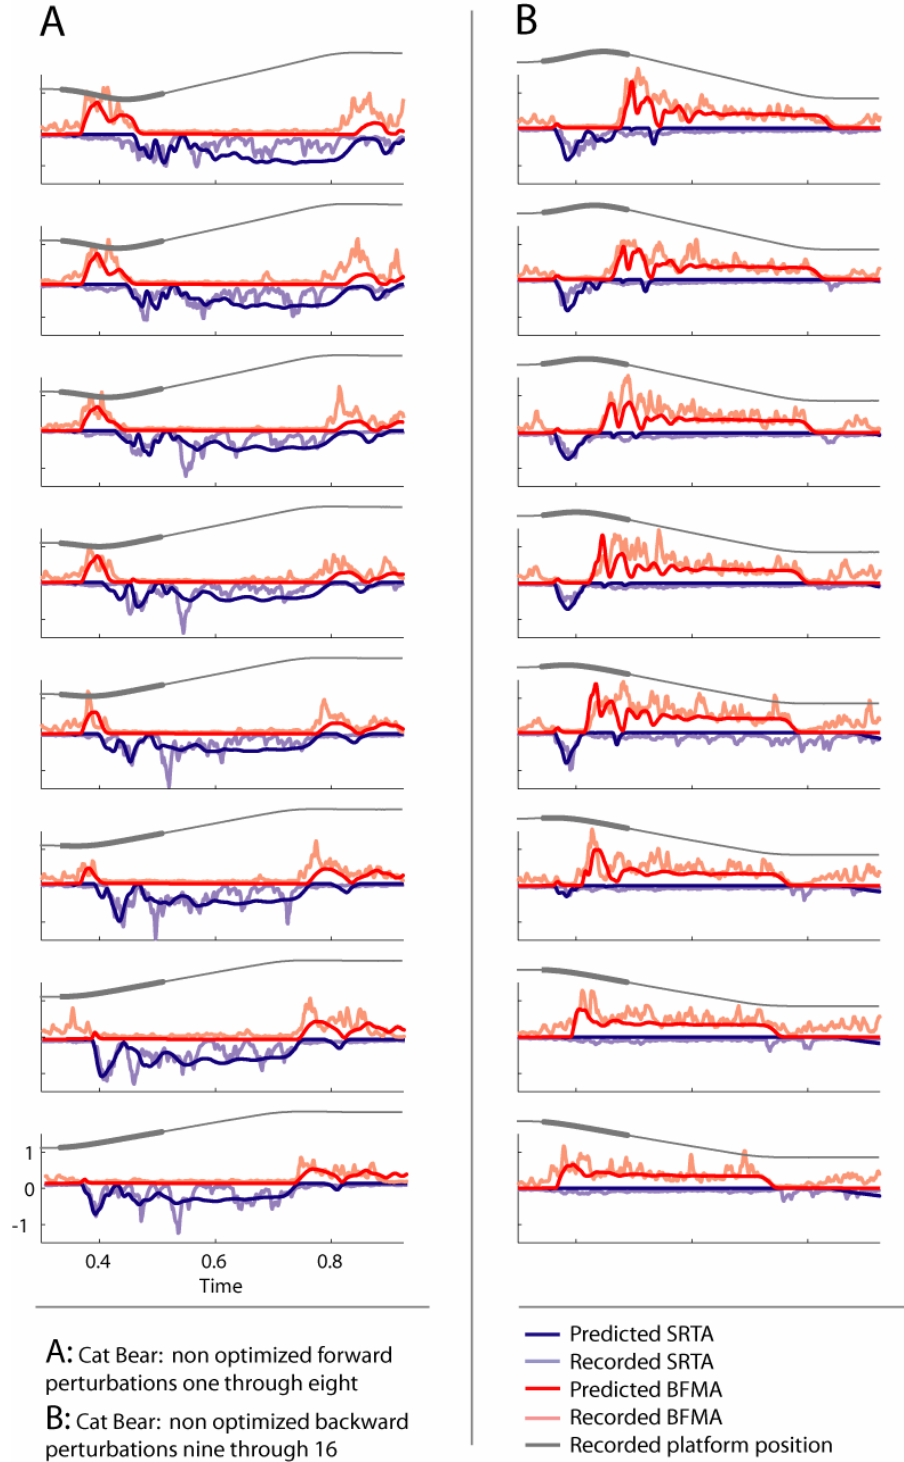 A
B
1
0
-1
0.4 0.6 0.8
Time
A: Cat Bear: non optimized forward
perturbations one through eight
B: Cat Bear: non optimized backward
perturbations nine through 16
Predicted SRTA
Recorded SRTA
Predicted BFMA
Recorded BFMA
Recorded platform position